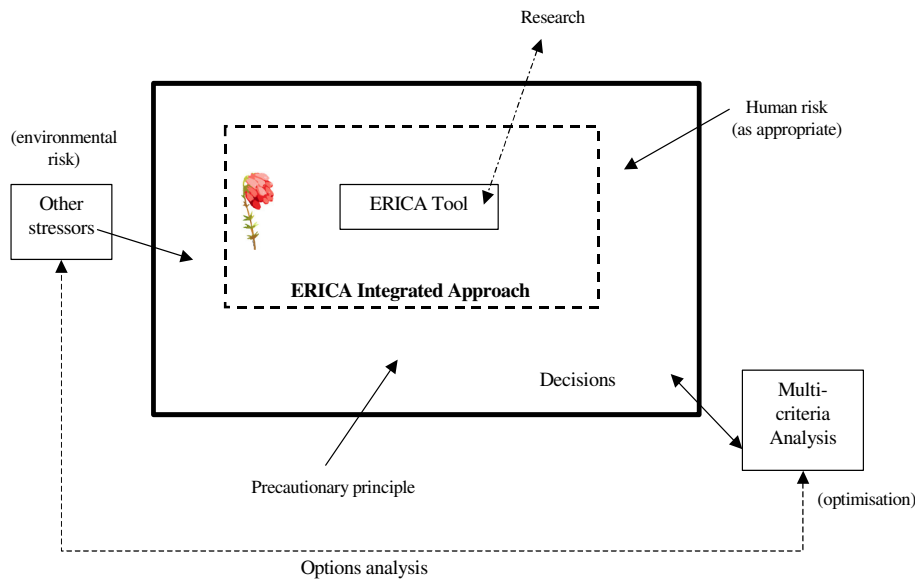 Research
Human risk
(as appropriate)
(environmental
risk)
Other
stressors
ERICA Tool
ERICA Integrated Approach
Decisions
Multi-
criteria
Analysis
Precautionary principle
(optimisation)
Options analysis